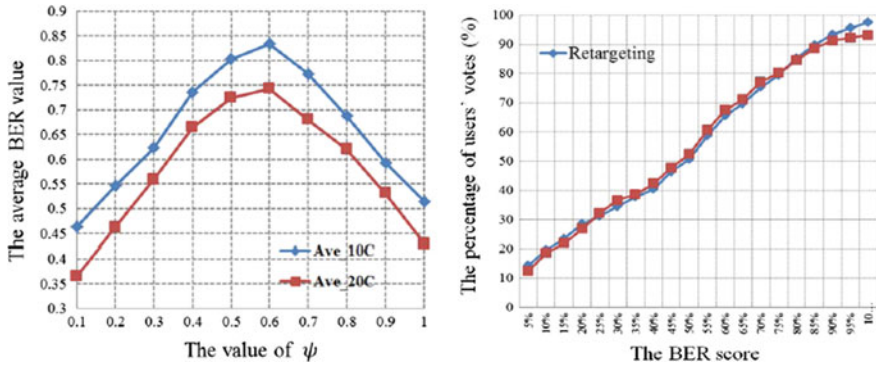 The average BER value
0.9
0.85
0.8
0.75
0.7
0.65
0.6
0.55
0.5
0.45
0.4
0.35
0.3
Ave_10C
Ave_20C
0.1 0.2 0.3 0.4 0.5 0.6 0.7 0.8 0.9 1
The value of ψ
The percentage of users` votes (%)
100
90
80
70
60
50
40
30
20
10
0
Retargeting
5% 10% 15% 20% 25% 30% 35% 40% 45% 50% 55% 60% 65% 70% 75% 80% 85% 90% 95% 10...
The BER score